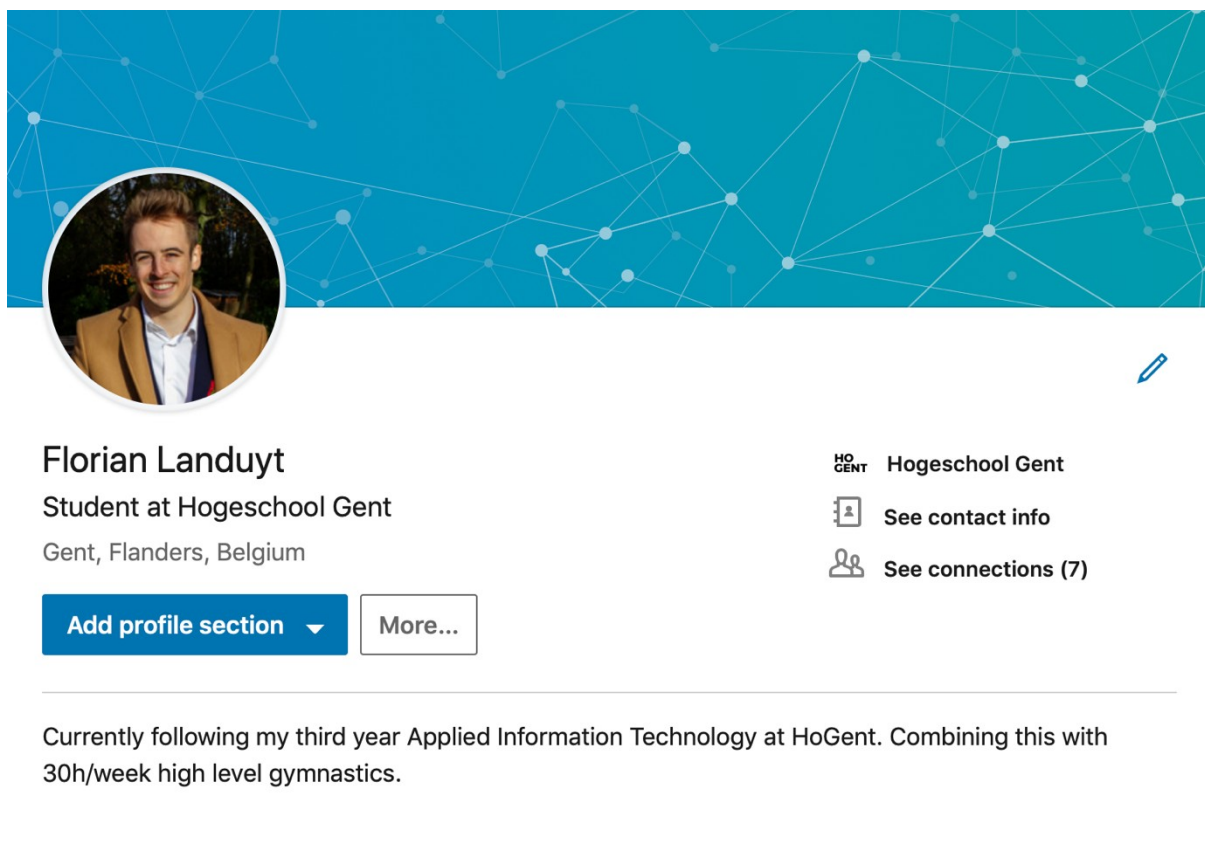 Florian Landuyt
Student at Hogeschool Gent
Gent, Flanders, Belgium
Add profile section
More...
HO
GENT
Hogeschool Gent
See contact info
See connections (7)
Currently following my third year Applied Information Technology at HoGent. Combining this with
30h/week high level gymnastics.